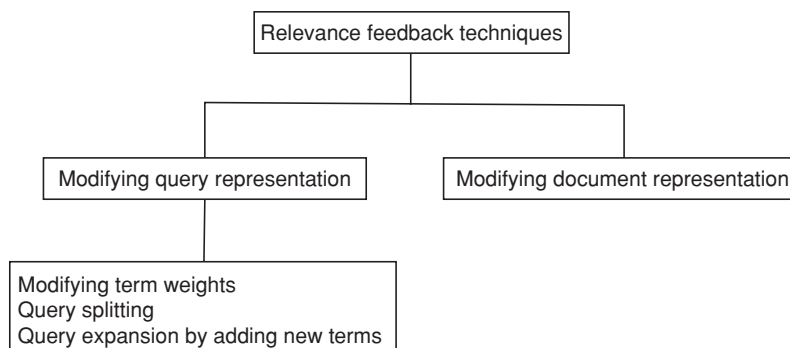 Relevance feedback techniques
Modifying query representation
Modifying document representation
Modifying term weights
Query splitting
Query expansion by adding new terms